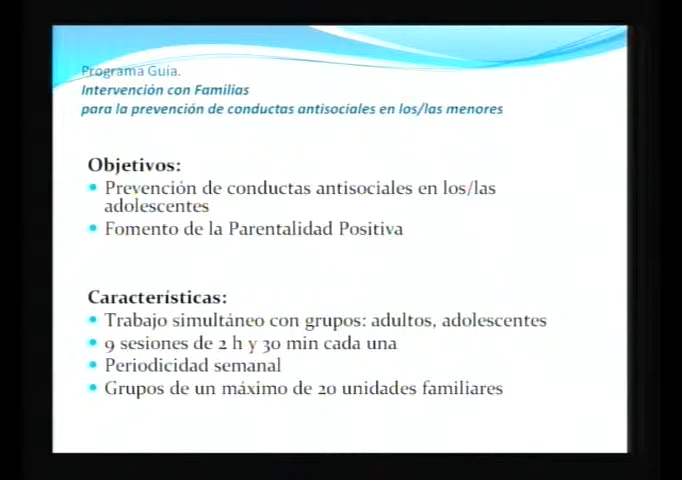 Programa Guía.
Intervención con Familias
para la prevención de conductas antisociales en los/las menores
Objetivos:
• Prevención de conductas antisociales en los/las
adolescentes
• Fomento de la Parentalidad Positiva
Características:
• Trabajo simultáneo con grupos: adultos, adolescentes
• 9 sesiones de 2 h y 30 min cada una
• Periodicidad semanal
• Grupos de un máximo de 20 unidades familiares